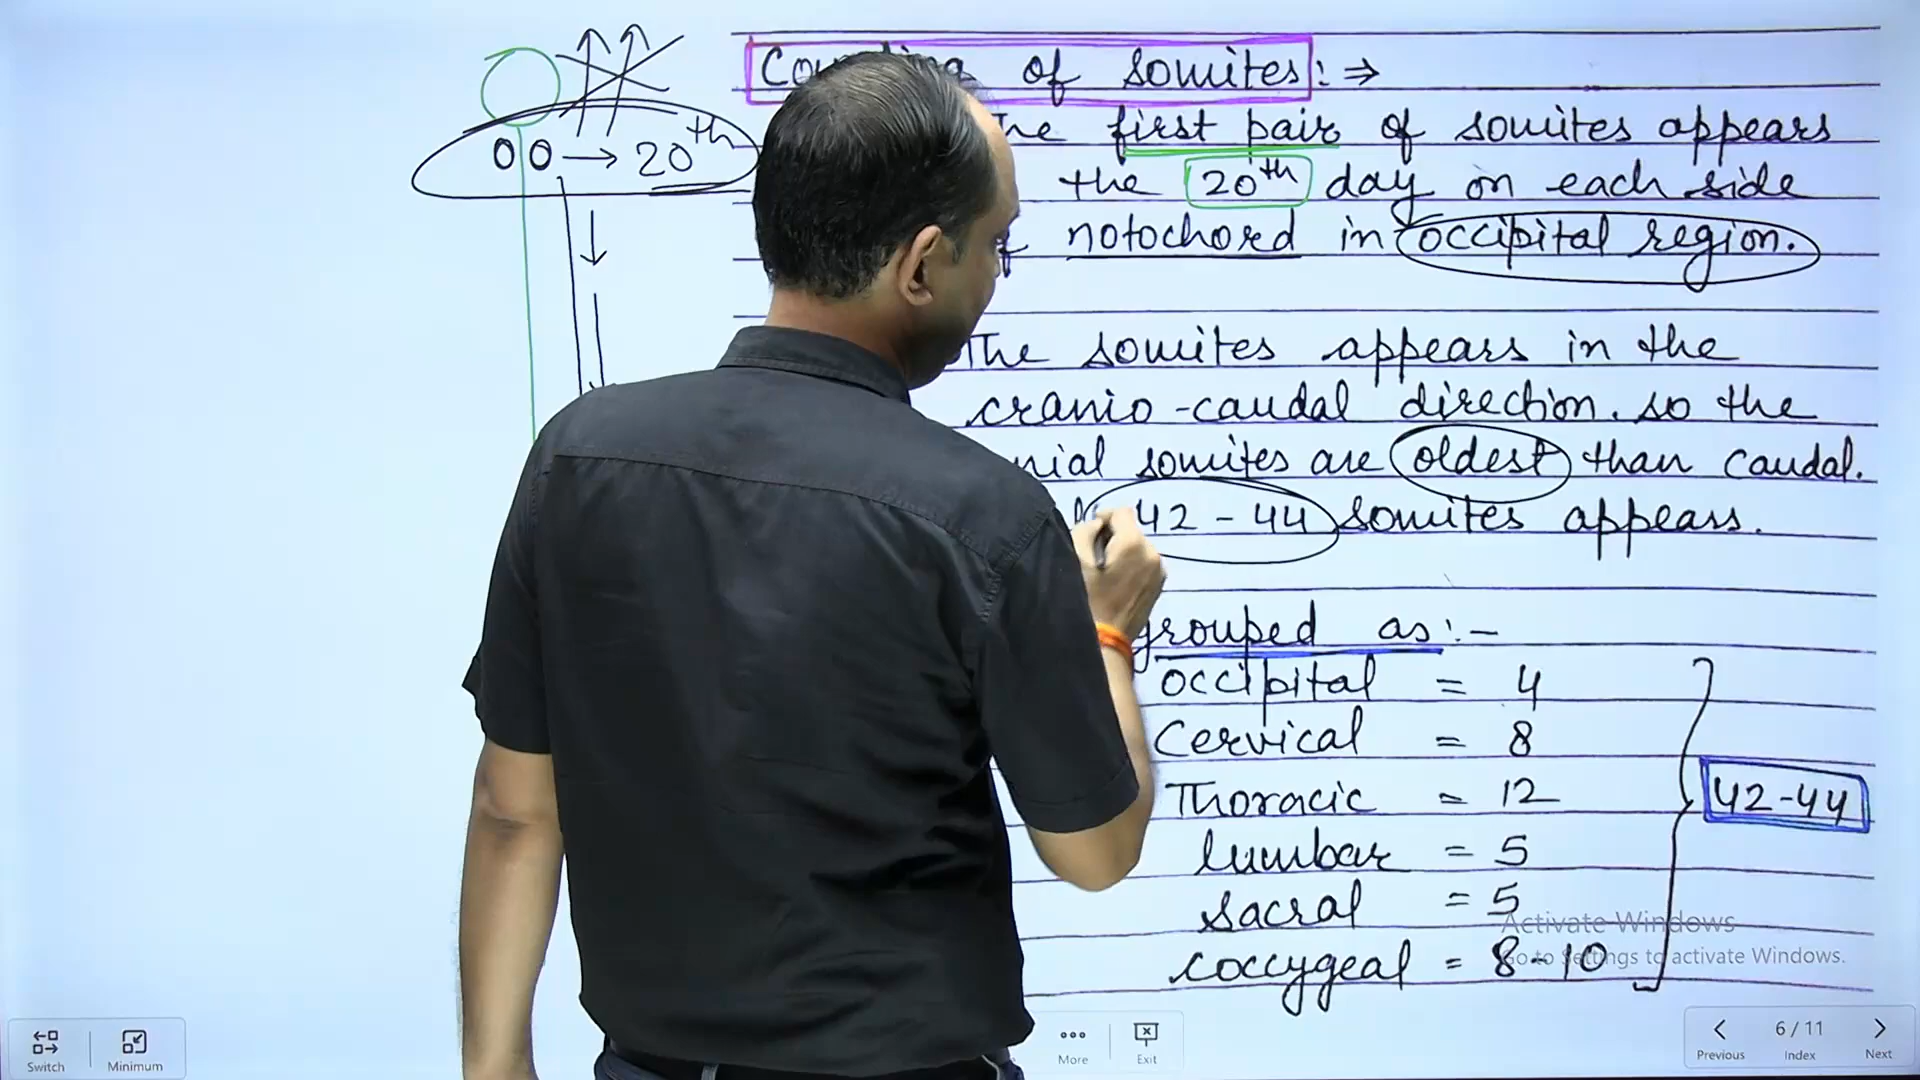 of somites : ⇒
first pair of somites appears
the 20th day on each side
notochord in occipital region.
00 → 20th
The somites appears in the
cranio-caudal direction. so the
somites are oldest than caudal.
42 - 44 somites appears.
grouped as :-
occipital = 4
Cervical = 8
Thoracic = 12
42-44
lumbar = 5
sacral = 5
coccygeal = 8-10
Activate Windows
Go to Settings to activate Windows.
Switch
Minimum
More
Exit
Previous
6 / 11
Index
Next